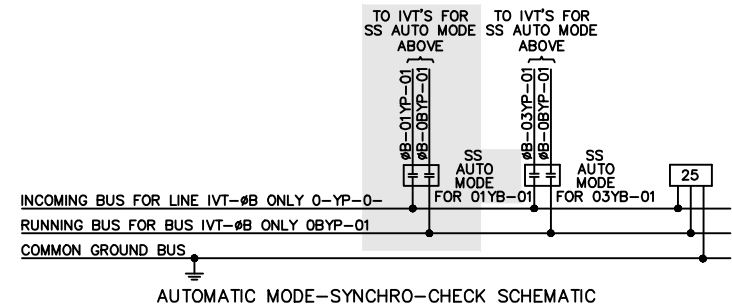 TO IVT'S FOR
SS AUTO MODE
ABOVE
TO IVT'S FOR
SS AUTO MODE
ABOVE
ØB-01YP-01
ØB-0BYP-01
ØB-03YP-01
ØB-0BYP-01
SS
AUTO
MODE
FOR 01YB-01
SS
AUTO
MODE
FOR 03YB-01
25
INCOMING BUS FOR LINE IVT-ØB ONLY 0-YP-0-
RUNNING BUS FOR BUS IVT-ØB ONLY 0BYP-01
COMMON GROUND BUS
AUTOMATIC MODE-SYNCHRO-CHECK SCHEMATIC